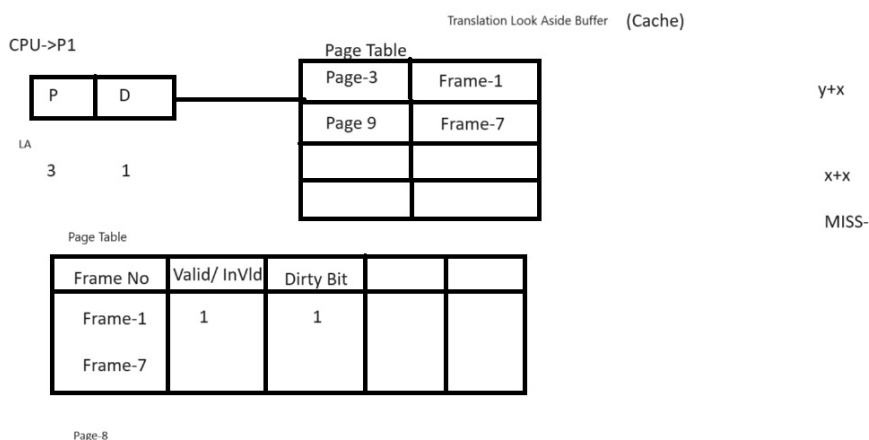 Translation Look Aside Buffer (Cache)
CPU->P1
Page Table
Page-3 Frame-1
P D
y+x
Page 9 Frame-7
LA
3 1
x+x
MISS-
Page Table
Frame No Valid/ InVld Dirty Bit
Frame-1 1 1
Frame-7
Page-8